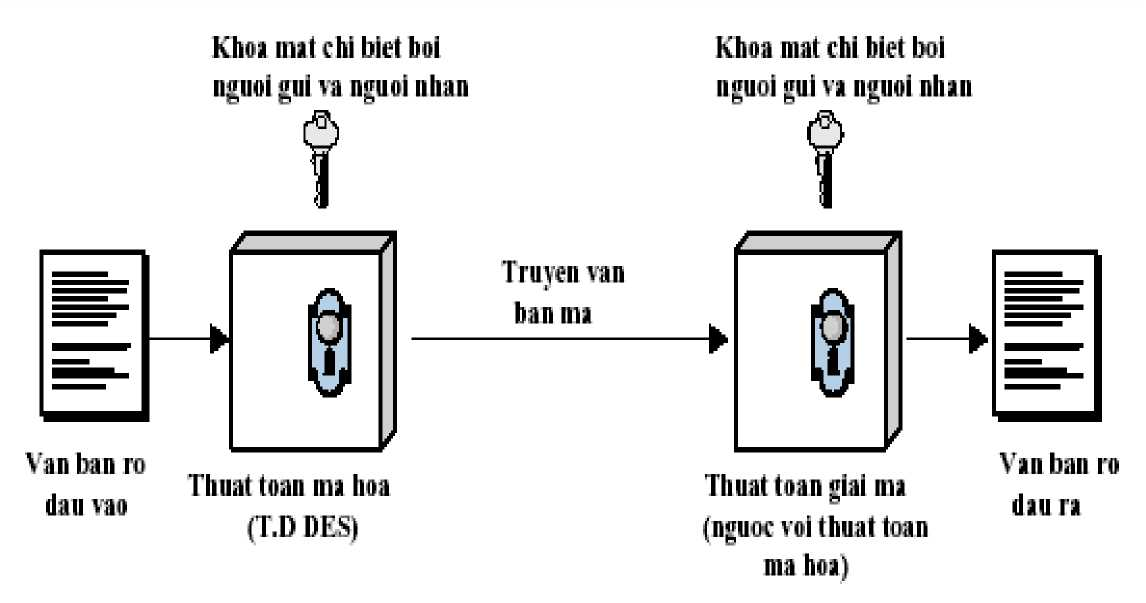 Khoa mat chi biet boi
nguoi gui va nguoi nhan
Khoa mat chi biet boi
nguoi gui va nguoi nhan
Truyen van
ban ma
Van ban ro
dau vao
Thuat toan ma hoa
(T.D DES)
Thuat toan giai ma
(nguoc voi thuat toan
ma hoa)
Van ban ro
dau ra